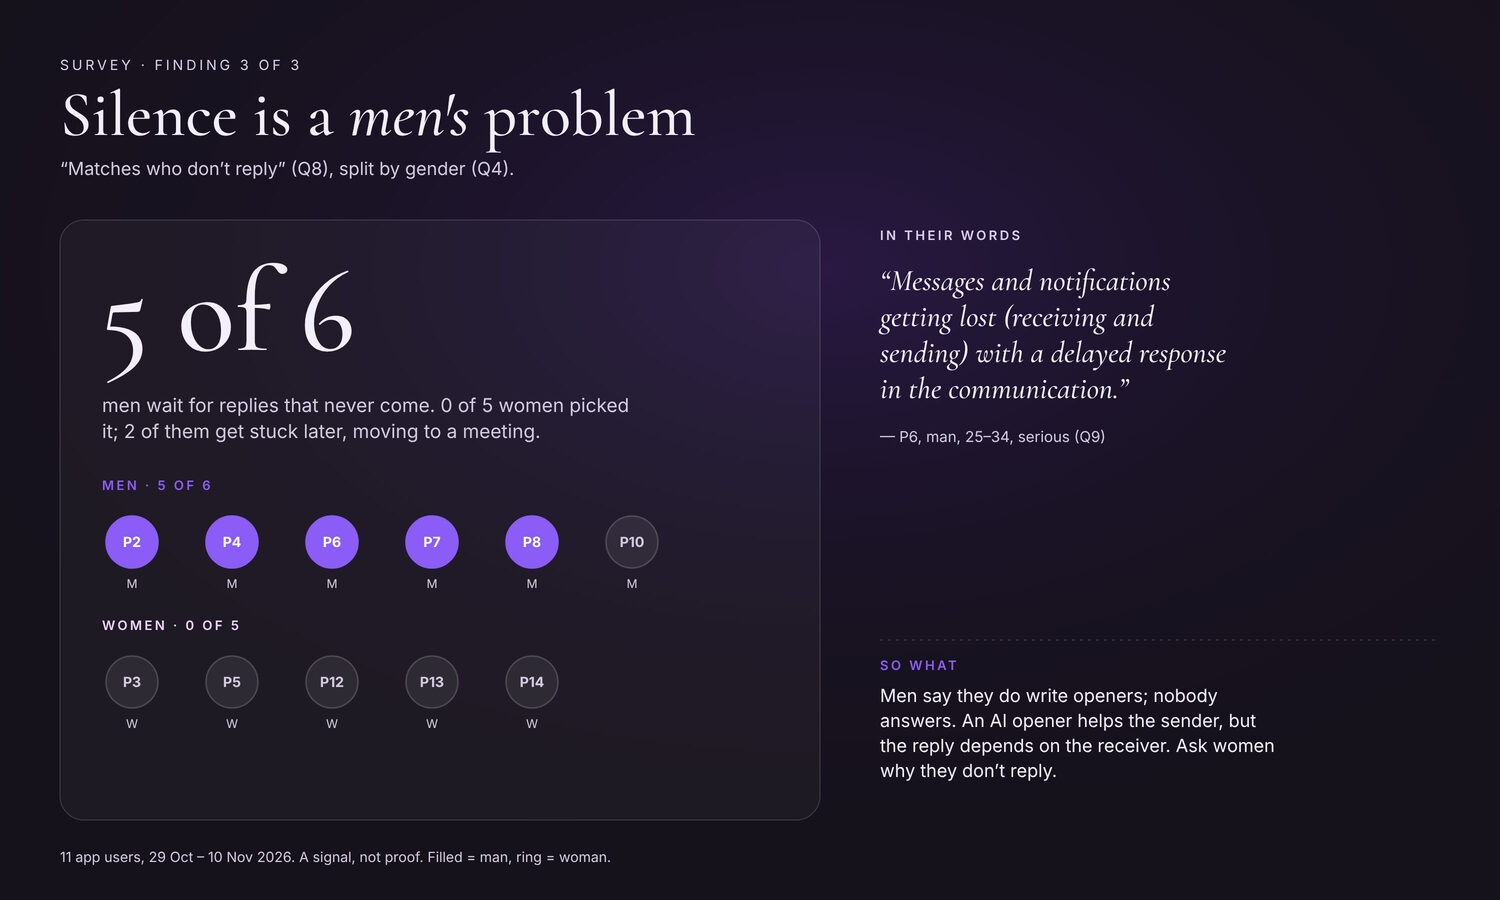 SURVEY · FINDING 3 OF 3
Silence is a men's problem
“Matches who don’t reply” (Q8), split by gender (Q4).
5 of 6
men wait for replies that never come. 0 of 5 women picked
it; 2 of them get stuck later, moving to a meeting.
MEN · 5 OF 6
P2 P4 P6 P7 P8 P10
M M M M M M
WOMEN · 0 OF 5
P3 P5 P12 P13 P14
W W W W W
IN THEIR WORDS
“Messages and notifications
getting lost (receiving and
sending) with a delayed response
in the communication.”
— P6, man, 25–34, serious (Q9)
SO WHAT
Men say they do write openers; nobody
answers. An AI opener helps the sender, but
the reply depends on the receiver. Ask women
why they don’t reply.
11 app users, 29 Oct – 10 Nov 2026. A signal, not proof. Filled = man, ring = woman.